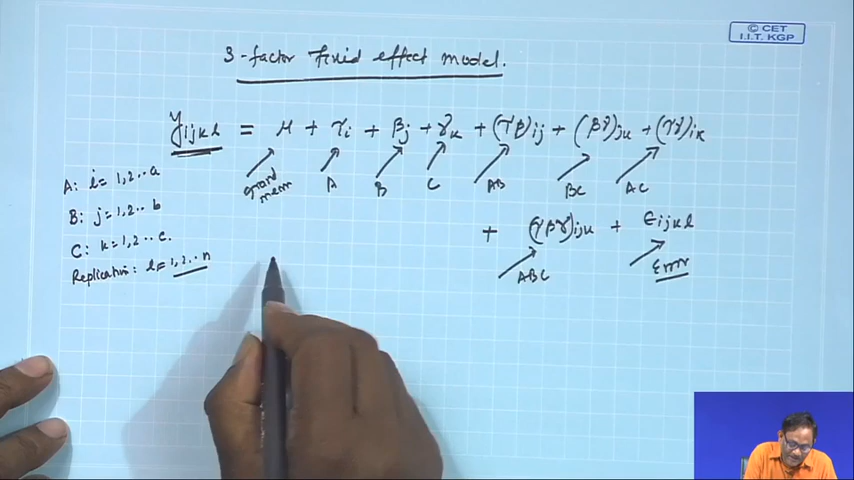 © CET
I.I.T. KGP
3-factor fixed effect model.
yijkl = μ + τi + βj + γk + (τβ)ij + (βγ)jk + (τγ)ik
grand mean A B C AB BC AC
A: i = 1,2..a
B: j = 1,2.. b
C: k = 1,2.. c.
Replication: l = 1,2.. n
+ (τβγ)ijk + εijkl
ABC Error